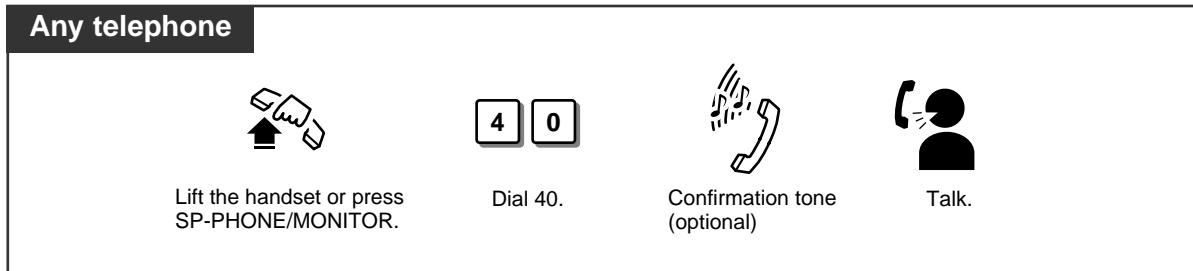 Any telephone
4 0
Lift the handset or press
SP-PHONE/MONITOR.
Dial 40.
Confirmation tone
(optional)
Talk.